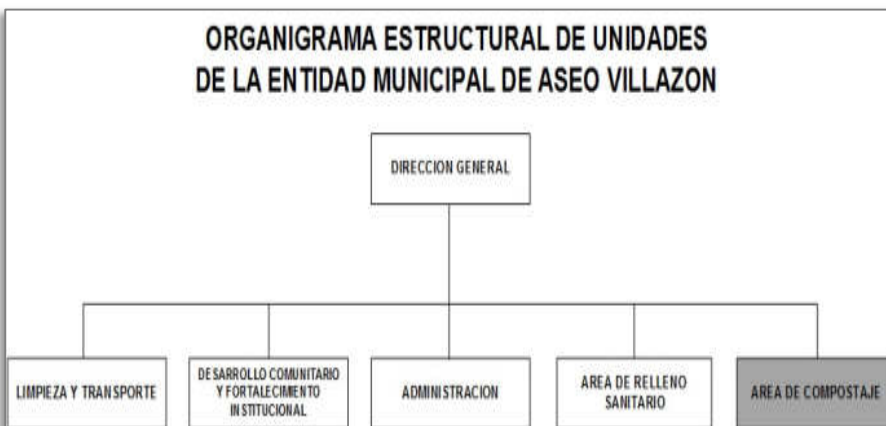 ORGANIGRAMA ESTRUCTURAL DE UNIDADES
DE LA ENTIDAD MUNICIPAL DE ASEO VILLAZON
DIRECCION GENERAL
LIMPIEZA Y TRANSPORTE
DESARROLLO COMUNITARIO
Y FORTALECIMIENTO
INSTITUCIONAL
ADMINISTRACION
AREA DE RELLENO
SANITARIO
AREA DE COMPOSTAJE